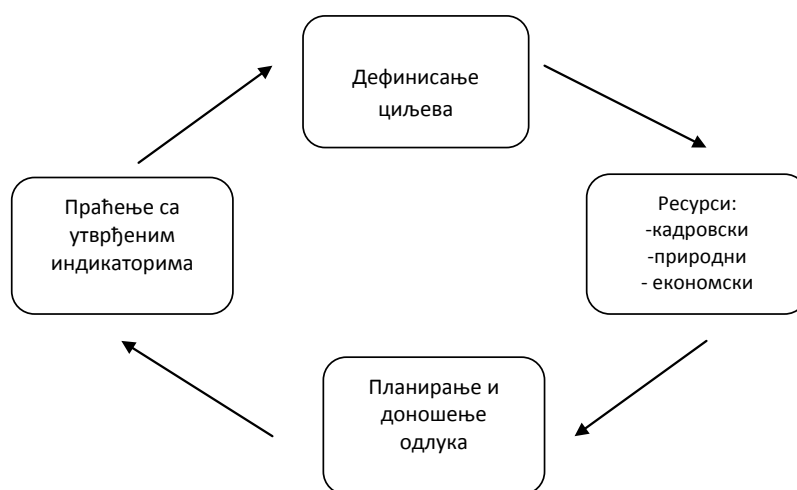 Дефинисање
циљева
Праћење са
утврђеним
индикаторима
Ресурси:
-кадровски
-природни
- економски
Планирање и
доношење
одлука